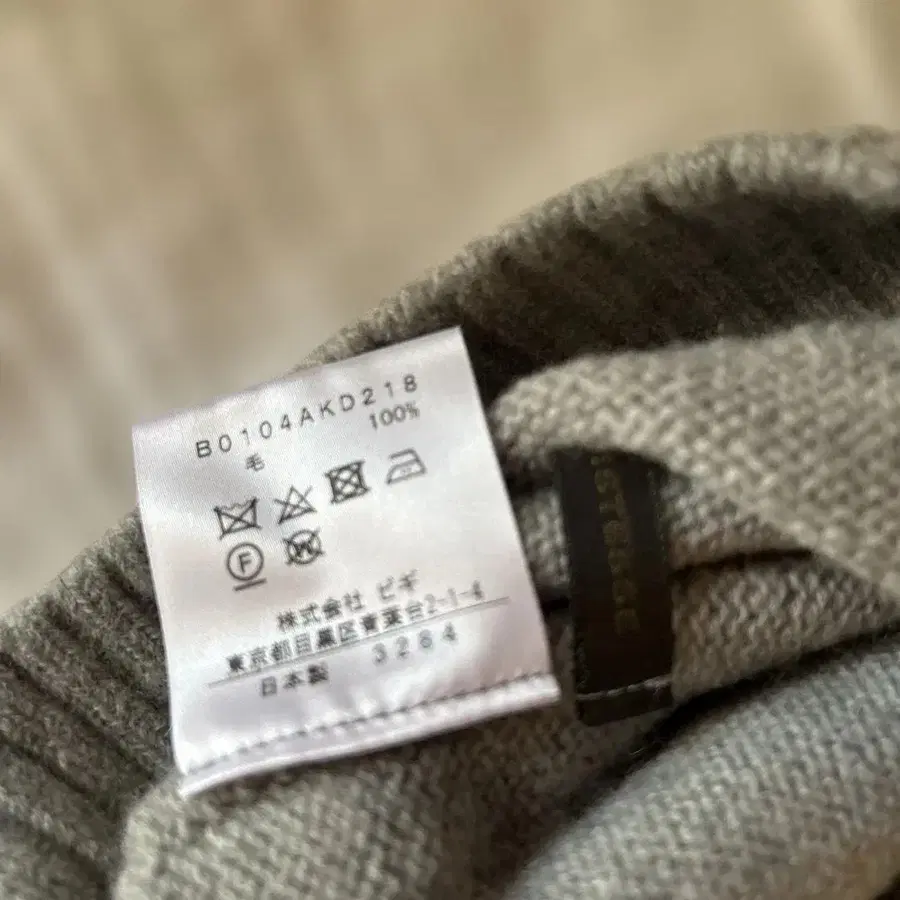 B0104AKD218
毛 100%
F
W
株式会社 ビギ
東京都目黒区青葉台2-1-4
日本製 3284